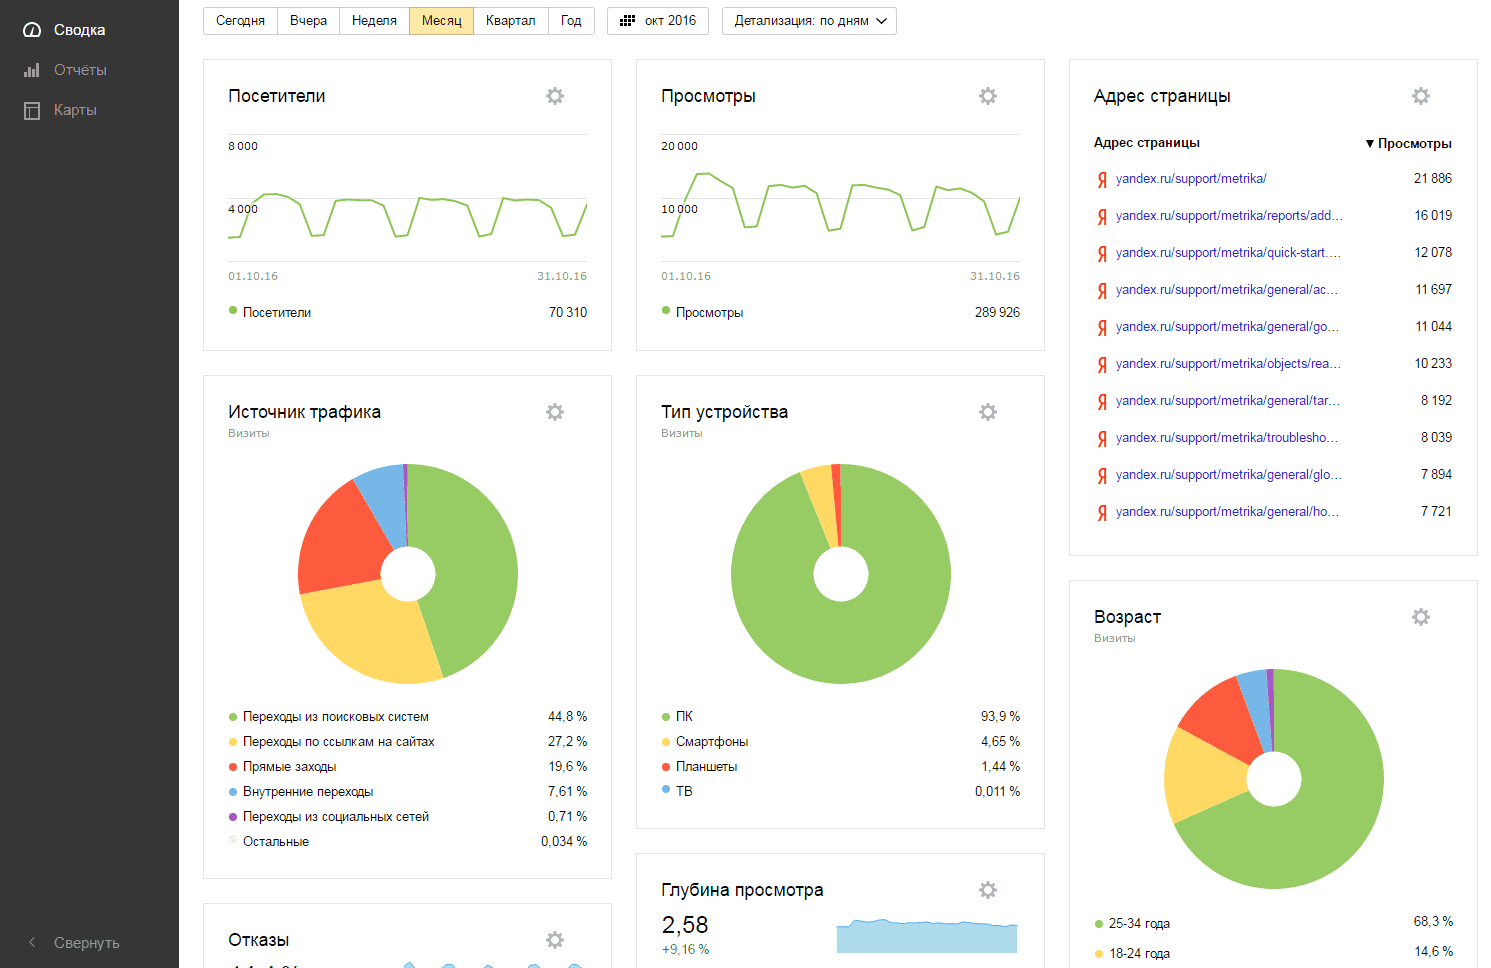 Сводка
Отчёты
Карты
Свернуть
Сегодня Вчера Неделя Месяц Квартал Год окт 2016 Детализация: по дням
Посетители
8 000
4 000
01.10.16 31.10.16
Посетители 70 310
Просмотры
20 000
10 000
01.10.16 31.10.16
Просмотры 289 926
Адрес страницы
Адрес страницы ▼ Просмотры
Я yandex.ru/support/metrika/ 21 886
Я yandex.ru/support/metrika/reports/add... 16 019
Я yandex.ru/support/metrika/quick-start.... 12 078
Я yandex.ru/support/metrika/general/ac... 11 697
Я yandex.ru/support/metrika/general/go... 11 044
Я yandex.ru/support/metrika/objects/rea... 10 233
Я yandex.ru/support/metrika/general/tar... 8 192
Я yandex.ru/support/metrika/troublesho... 8 039
Я yandex.ru/support/metrika/general/glo... 7 894
Я yandex.ru/support/metrika/general/ho... 7 721
Источник трафика
Визиты
Переходы из поисковых систем 44,8 %
Переходы по ссылкам на сайтах 27,2 %
Прямые заходы 19,6 %
Внутренние переходы 7,61 %
Переходы из социальных сетей 0,71 %
Остальные 0,034 %
Тип устройства
Визиты
ПК 93,9 %
Смартфоны 4,65 %
Планшеты 1,44 %
ТВ 0,011 %
Возраст
Визиты
25-34 года 68,3 %
18-24 года 14,6 %
Глубина просмотра
2,58
+9,16 %
Отказы